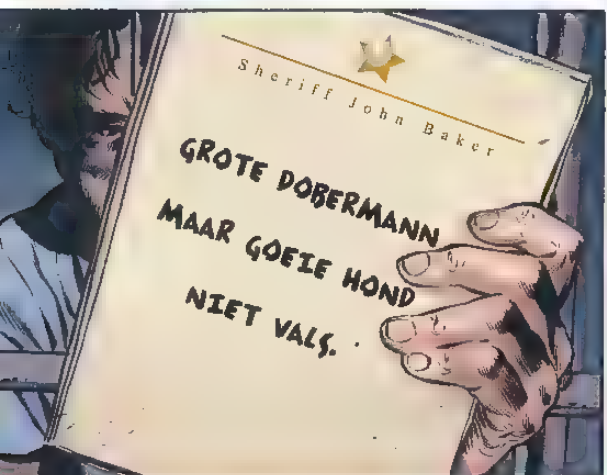 Sheriff John Baker
GROTE DOBERMANN
MAAR GOEIE HOND
NIET VALS.